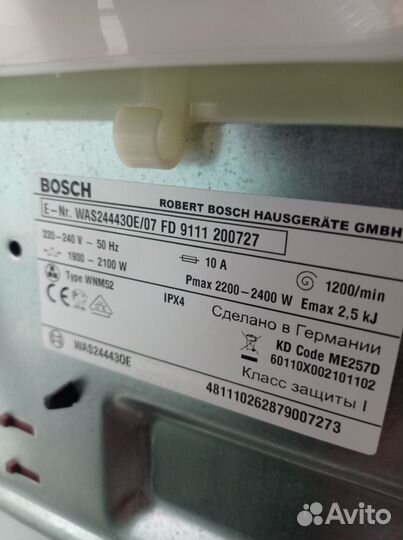 BOSCH
ROBERT BOSCH HAUSGERÄTE GMBH
E-Nr. WAS24443OE/07 FD 9111 200727
220-240 V ~ 50 Hz
10 A
1200/min
1900 - 2100 W
Pmax 2200-2400 W Emax 2,5 kJ
Type WNM52
IPX4
Сделано в Германии
KD Code ME257D
60110X002101102
WAS24443OE
Класс защиты I
481110262879007273
Avito